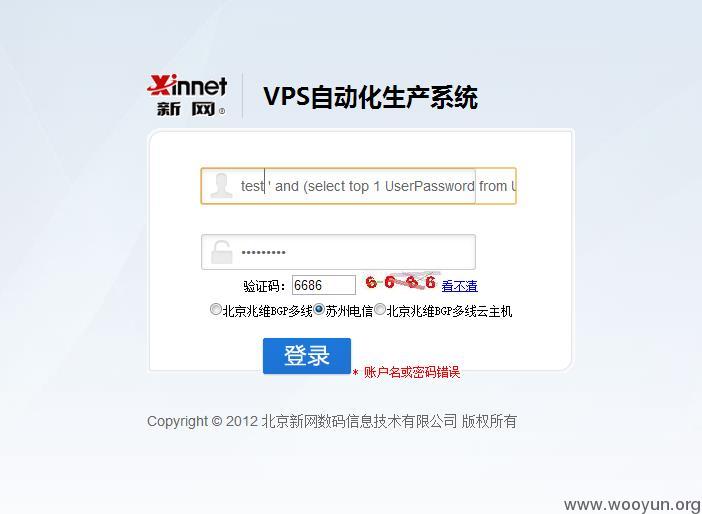 Xinnet
新 网®
VPS自动化生产系统
test' and (select top 1 UserPassword from U
•••••••••
验证码: 6686 6686 看不清
北京兆维BGP多线 苏州电信 北京兆维BGP多线云主机
登录
* 账户名或密码错误
Copyright © 2012 北京新网数码信息技术有限公司 版权所有
www.wooyun.org